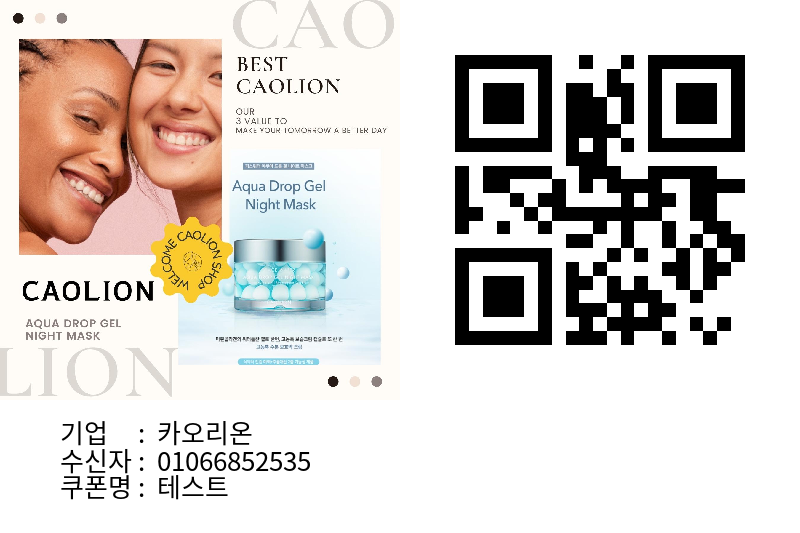 CAO
BEST
CAOLION
OUR
3 VALUE TO
MAKE YOUR TOMORROW A BETTER DAY
Aqua Drop Gel
Night Mask
WELCOME CAOLION SHOP
CAOLION
AQUA DROP GEL
NIGHT MASK
LION
기업 : 카오리온
수신자 : 01066852535
쿠폰명 : 테스트